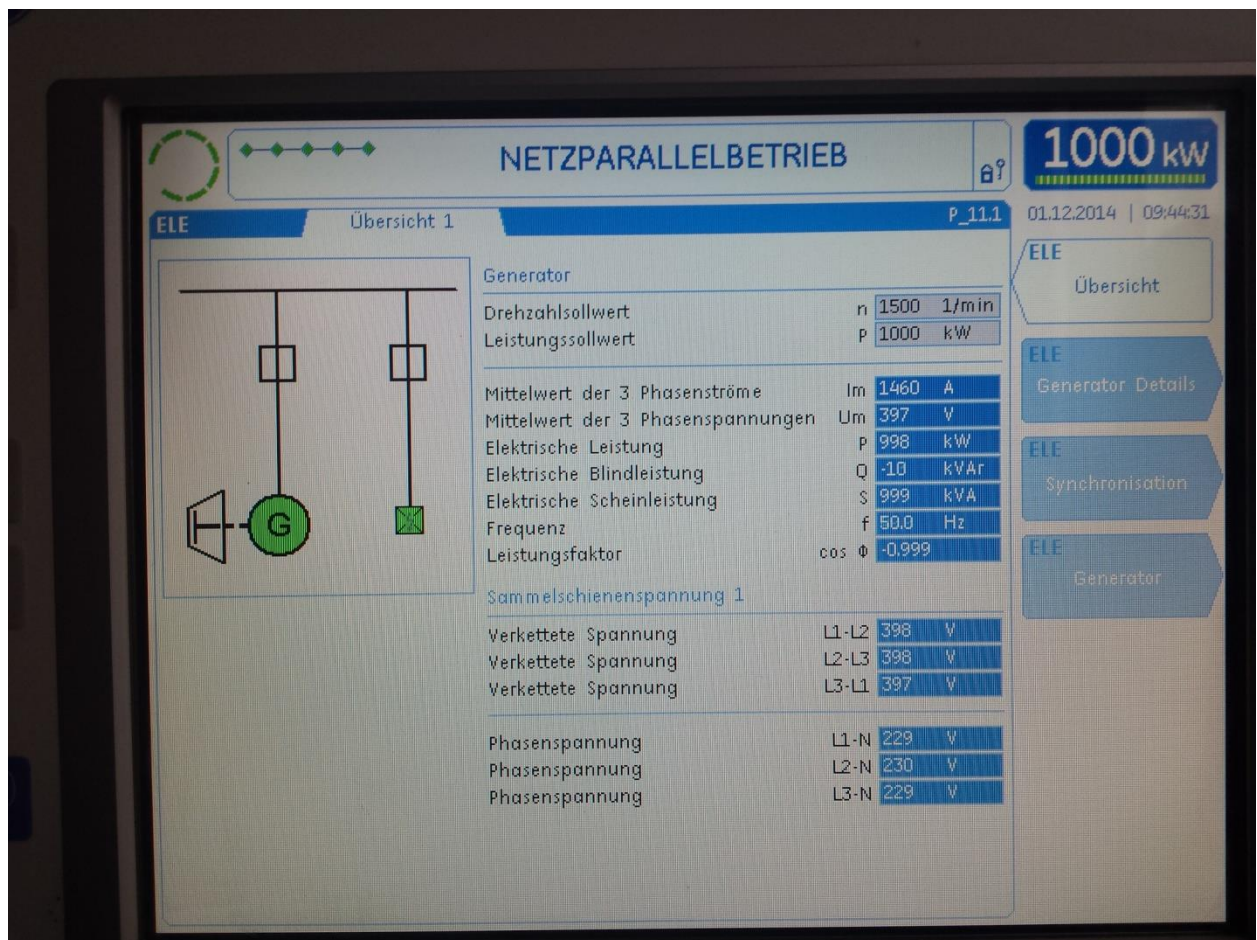 NETZPARALLELBETRIEB
1000 kW
ELE Übersicht 1 P_11.1
01.12.2014 | 09:44:31
Generator
Drehzahlsollwert n 1500 1/min
Leistungssollwert P 1000 kW
Mittelwert der 3 Phasenströme Im 1460 A
Mittelwert der 3 Phasenspannungen Um 397 V
Elektrische Leistung P 998 kW
Elektrische Blindleistung Q -10 kVAr
Elektrische Scheinleistung S 999 kVA
Frequenz f 50.0 Hz
Leistungsfaktor cos Φ -0.999
G
Sammelschienenspannung 1
Verkettete Spannung L1-L2 398 V
Verkettete Spannung L2-L3 398 V
Verkettete Spannung L3-L1 397 V
Phasenspannung L1-N 229 V
Phasenspannung L2-N 230 V
Phasenspannung L3-N 229 V
ELE
Übersicht
ELE
Generator Details
ELE
Synchronisation
ELE
Generator